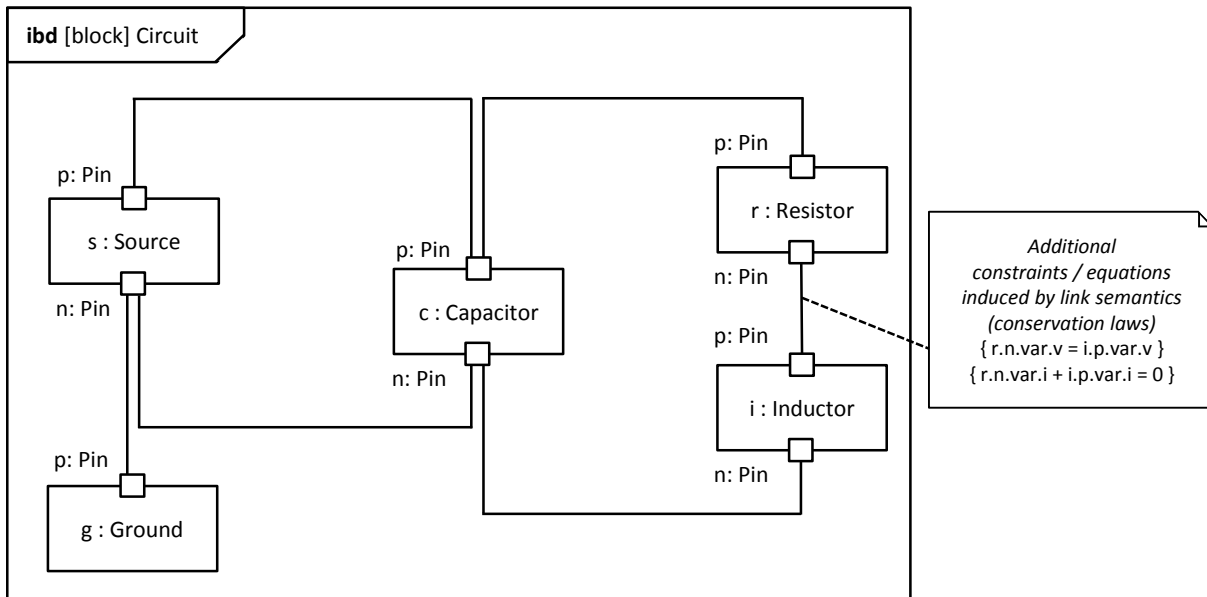 ibd [block] Circuit
p: Pin
s : Source
n: Pin
p: Pin
g : Ground
p: Pin
c : Capacitor
n: Pin
p: Pin
r : Resistor
n: Pin
p: Pin
i : Inductor
n: Pin
Additional
constraints / equations
induced by link semantics
(conservation laws)
{ r.n.var.v = i.p.var.v }
{ r.n.var.i + i.p.var.i = 0 }